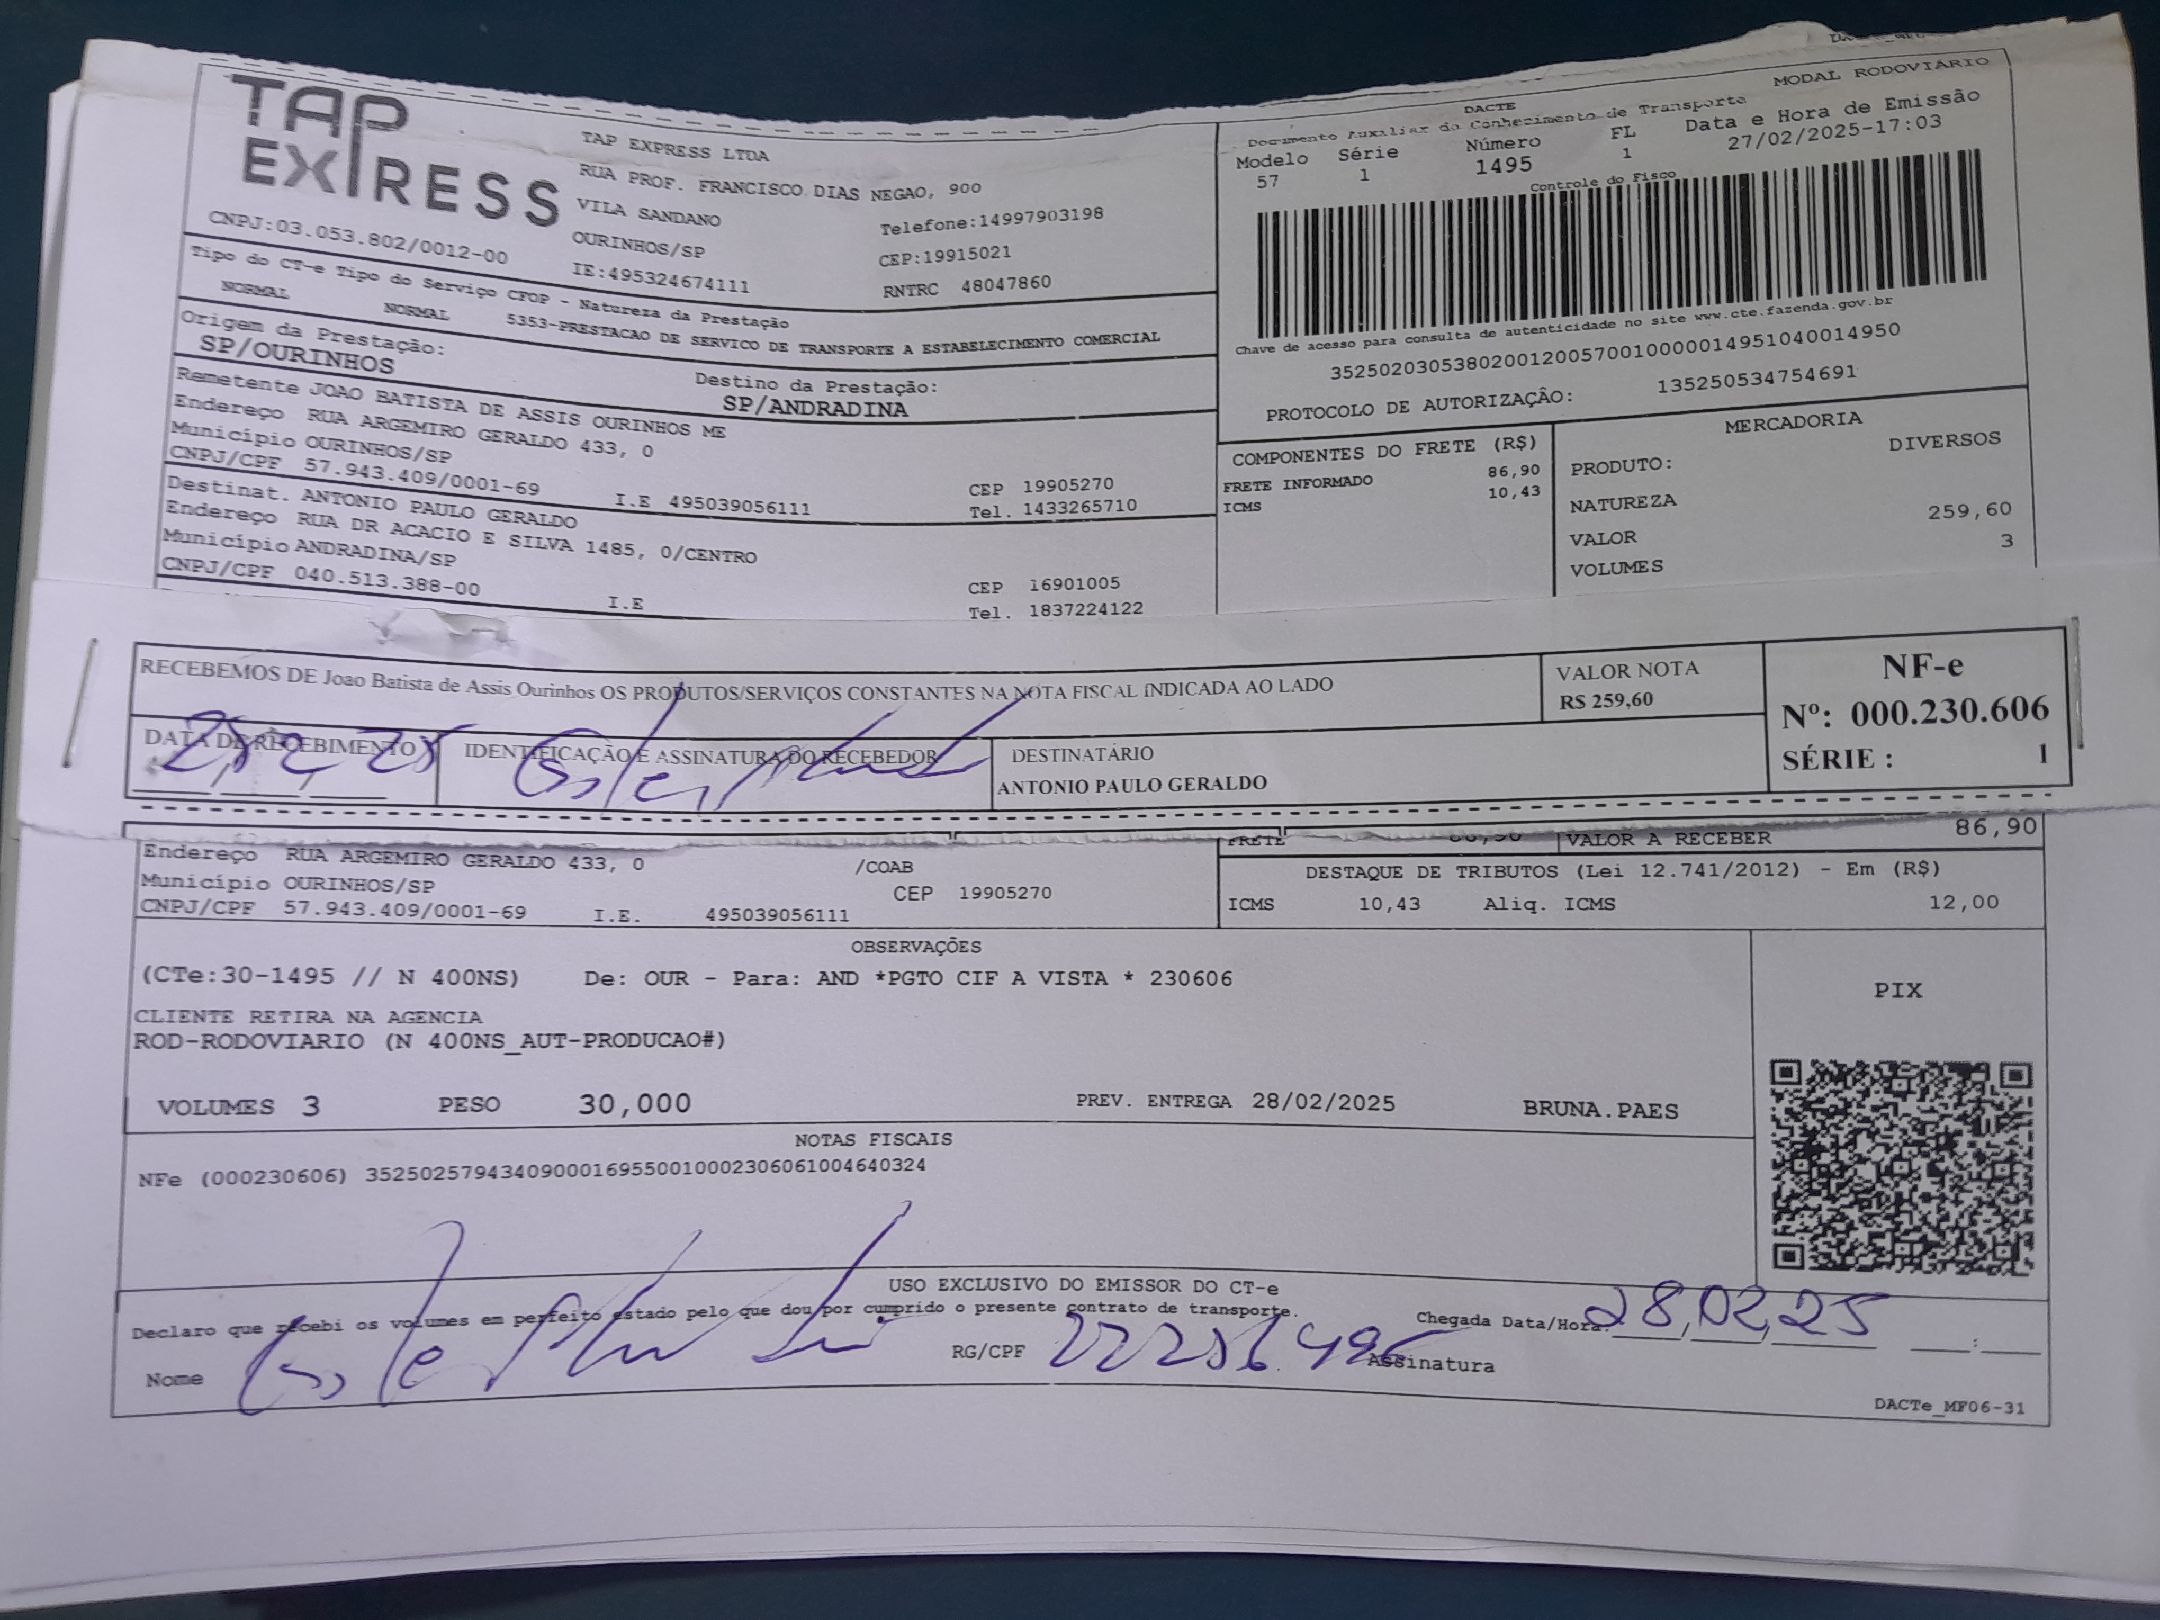 TAP
EXPRESS
CNPJ:03.053.802/0012-00
TAP EXPRESS LTDA
RUA PROF. FRANCISCO DIAS NEGAO, 900
VILA SANDANO
OURINHOS/SP
IE:495324674111
Telefone:14997903198
CEP:19915021
RNTRC 48047860
DACTE
MODAL RODOVIÁRIO
Documento Auxiliar do Conhecimento de Transporte
Modelo Série Número FL Data e Hora de Emissão
57 1 1495 1 27/02/2025-17:03
Controle do Fisco
Chave de acesso para consulta de autenticidade no site www.cte.fazenda.gov.br
35250203053802001200570010000014951040014950
PROTOCOLO DE AUTORIZAÇÃO: 135250534754691
Tipo do CT-e Tipo do Serviço CFOP - Natureza da Prestação
NORMAL NORMAL 5353-PRESTACAO DE SERVICO DE TRANSPORTE A ESTABELECIMENTO COMERCIAL
Origem da Prestação: Destino da Prestação:
SP/OURINHOS SP/ANDRADINA
Remetente JOAO BATISTA DE ASSIS OURINHOS ME
Endereço RUA ARGEMIRO GERALDO 433, 0
Município OURINHOS/SP CEP 19905270
CNPJ/CPF 57.943.409/0001-69 I.E 495039056111 Tel. 1433265710
Destinat. ANTONIO PAULO GERALDO
Endereço RUA DR ACACIO E SILVA 1485, 0/CENTRO
Município ANDRADINA/SP CEP 16901005
CNPJ/CPF 040.513.388-00 I.E Tel. 1837224122
COMPONENTES DO FRETE (R$)
FRETE INFORMADO 86,90
ICMS 10,43
MERCADORIA
PRODUTO: DIVERSOS
NATUREZA
VALOR 259,60
VOLUMES 3
RECEBEMOS DE Joao Batista de Assis Ourinhos OS PRODUTOS/SERVIÇOS CONSTANTES NA NOTA FISCAL INDICADA AO LADO
VALOR NOTA
R$ 259,60
NF-e
Nº: 000.230.606
SÉRIE : 1
DATA DE RECEBIMENTO
IDENTIFICAÇÃO E ASSINATURA DO RECEBEDOR
DESTINATÁRIO
ANTONIO PAULO GERALDO
FRETE 86,90 VALOR A RECEBER 86,90
Endereço RUA ARGEMIRO GERALDO 433, 0 /COAB
Município OURINHOS/SP CEP 19905270
CNPJ/CPF 57.943.409/0001-69 I.E. 495039056111
DESTAQUE DE TRIBUTOS (Lei 12.741/2012) - Em (R$)
ICMS 10,43 Aliq. ICMS 12,00
OBSERVAÇÕES
(CTe:30-1495 // N 400NS) De: OUR - Para: AND *PGTO CIF A VISTA * 230606
CLIENTE RETIRA NA AGENCIA
ROD-RODOVIARIO (N 400NS_AUT-PRODUCAO#)
PIX
VOLUMES 3 PESO 30,000 PREV. ENTREGA 28/02/2025 BRUNA.PAES
NOTAS FISCAIS
NFe (000230606) 35250257943409000169550010002306061004640324
USO EXCLUSIVO DO EMISSOR DO CT-e
Declaro que recebi os volumes em perfeito estado pelo que dou por cumprido o presente contrato de transporte.
Chegada Data/Hora: 28,02,25 :
Nome RG/CPF Assinatura
DACTe_MF06-31